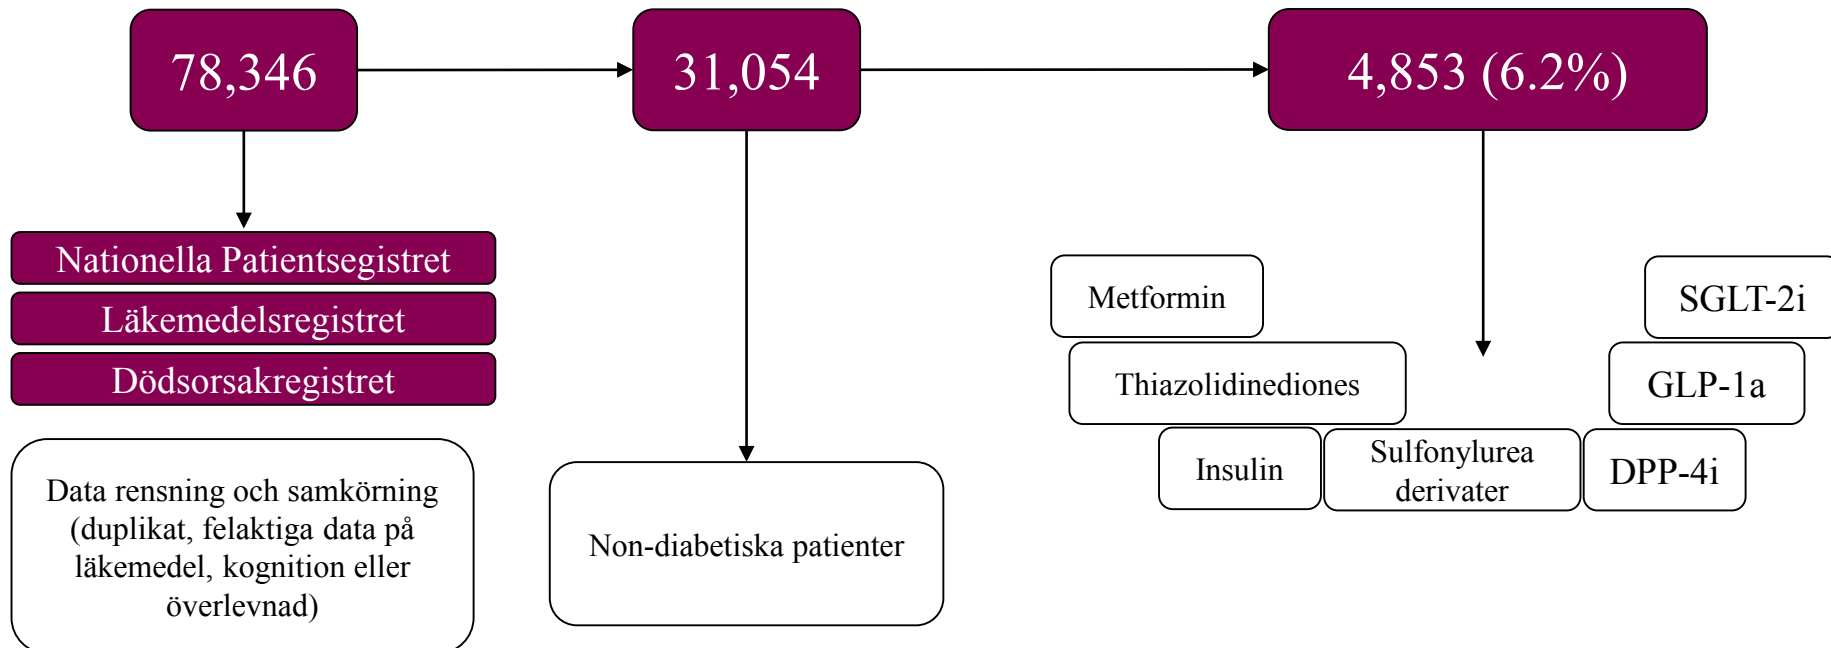 78,346
31,054
4,853 (6.2%)
Nationella Patientsegistret
Läkemedelsregistret
Dödsorsakregistret
Data rensning och samkörning
(duplikat, felaktiga data på
läkemedel, kognition eller
överlevnad)
Non-diabetiska patienter
Metformin
Thiazolidinediones
Insulin
Sulfonylurea
derivater
DPP-4i
GLP-1a
SGLT-2i